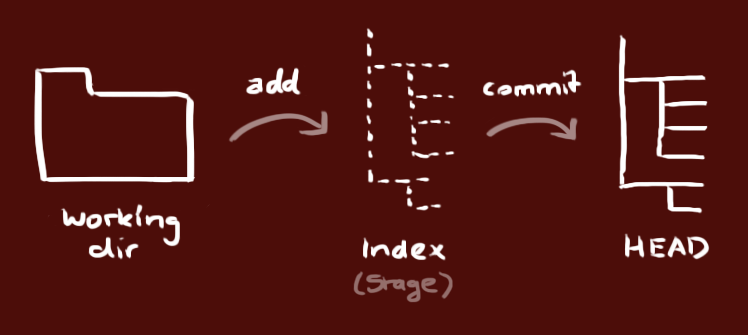 add
commit
working
dir
Index
(Stage)
HEAD